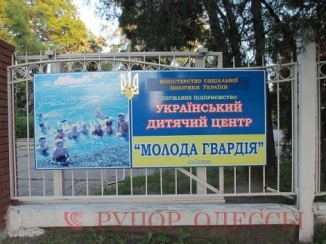 МІНІСТЕРСТВО СОЦІАЛЬНОЇ
ПОЛІТИКИ УКРАЇНИ
ДЕРЖАВНЕ ПІДПРИЄМСТВО
УКРАЇНСЬКИЙ
ДИТЯЧИЙ ЦЕНТР
"МОЛОДА ГВАРДІЯ"
РУПОР ОДЕССЫ